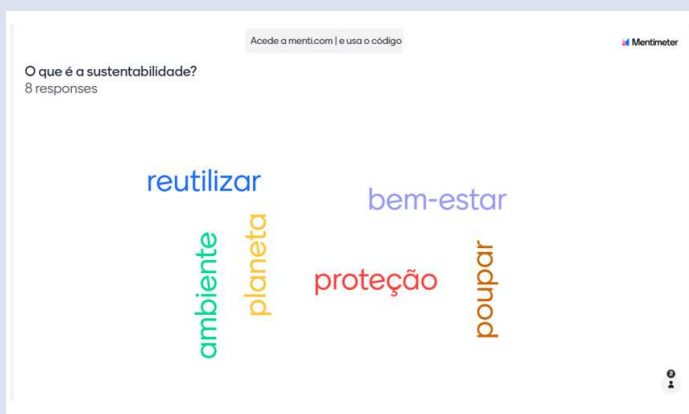 Acede a menti.com | e usa o código
Mentimeter
O que é a sustentabilidade?
8 responses
reutilizar
bem-estar
ambiente
planeta
proteção
poupar